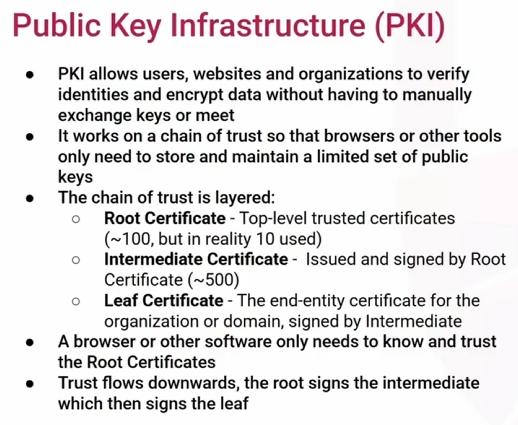 Public Key Infrastructure (PKI)
● PKI allows users, websites and organizations to verify
identities and encrypt data without having to manually
exchange keys or meet
● It works on a chain of trust so that browsers or other tools
only need to store and maintain a limited set of public
keys
● The chain of trust is layered:
○ Root Certificate - Top-level trusted certificates
(~100, but in reality 10 used)
○ Intermediate Certificate - Issued and signed by Root
Certificate (~500)
○ Leaf Certificate - The end-entity certificate for the
organization or domain, signed by Intermediate
● A browser or other software only needs to know and trust
the Root Certificates
● Trust flows downwards, the root signs the intermediate
which then signs the leaf